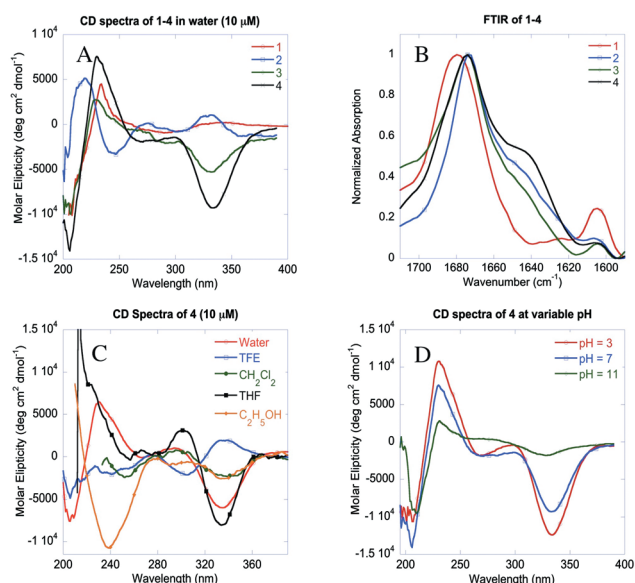 CD spectra of 1-4 in water (10 μM)
1.5 10⁴
A
1
2
3
4
1 10⁴
5000
0
-5000
-1 10⁴
-1.5 10⁴
200 250 300 350 400
Molar Elipticity (deg cm² dmol⁻¹)
Wavelength (nm)
FTIR of 1-4
B
1
2
3
4
1
0.8
0.6
0.4
0.2
0
1700 1680 1660 1640 1620 1600
Normalized Absorption
Wavenumber (cm⁻¹)
CD Spectra of 4 (10 μM)
1.5 10⁴
C
Water
TFE
CH₂Cl₂
THF
C₂H₅OH
1 10⁴
5000
0
-5000
-1 10⁴
200 240 280 320 360
Molar Elipticity (deg cm² dmol⁻¹)
Wavelength (nm)
CD spectra of 4 at variable pH
1.5 10⁴
D
pH = 3
pH = 7
pH = 11
1 10⁴
5000
0
-5000
-1 10⁴
-1.5 10⁴
200 250 300 350 400
Molar Elipticity (deg cm² dmol⁻¹)
Wavelength (nm)